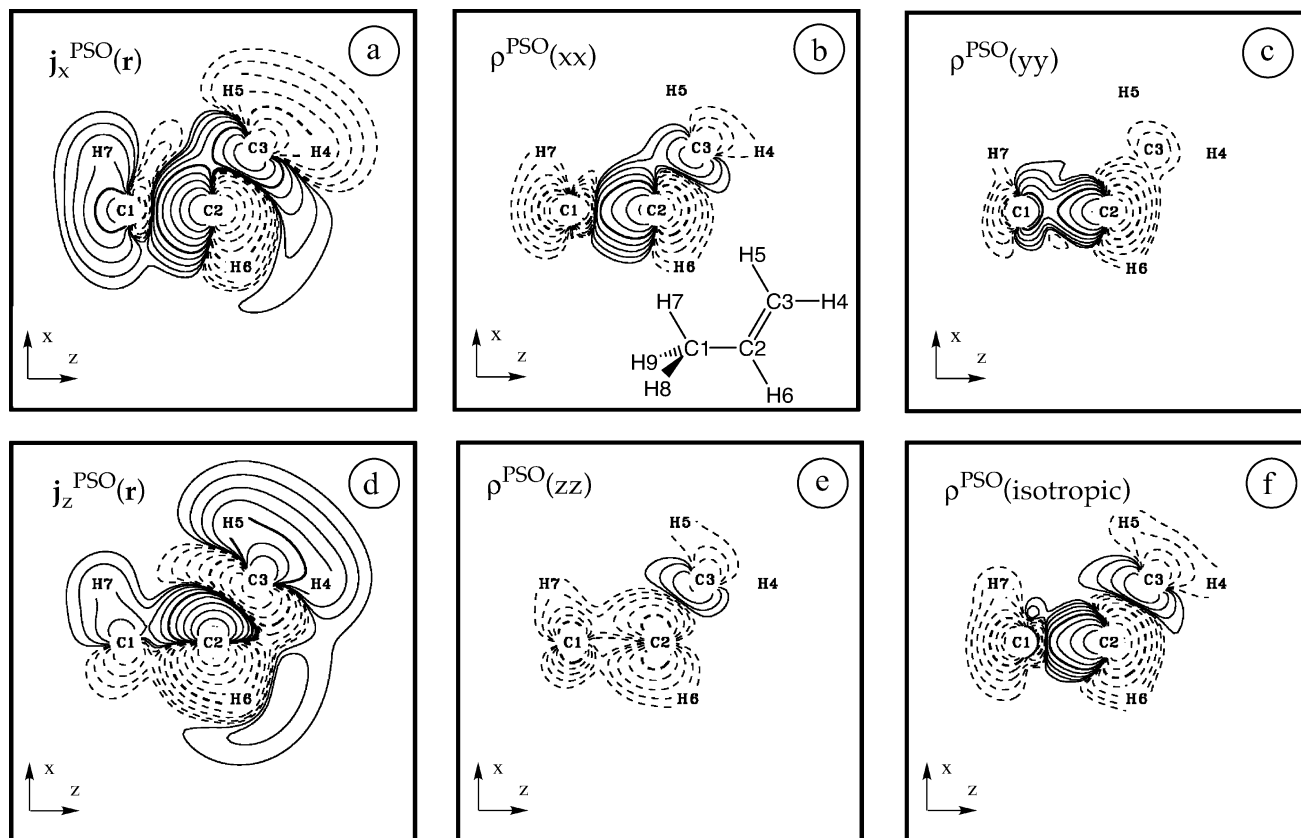 j_x^PSO(r)
a
H5
H7
C3
H4
C1
C2
H6
x
z
ρ^PSO(xx)
b
H5
H7
C3
H4
C1
C2
H6
H5
H7
C3
H4
C1
C2
H9
H8
H6
x
z
ρ^PSO(yy)
c
H5
H7
C3
H4
C1
C2
H6
x
z
j_z^PSO(r)
d
H5
H7
C3
H4
C1
C2
H6
x
z
ρ^PSO(zz)
e
H5
H7
C3
H4
C1
C2
H6
x
z
ρ^PSO(isotropic)
f
H5
H7
C3
H4
C1
C2
H6
x
z